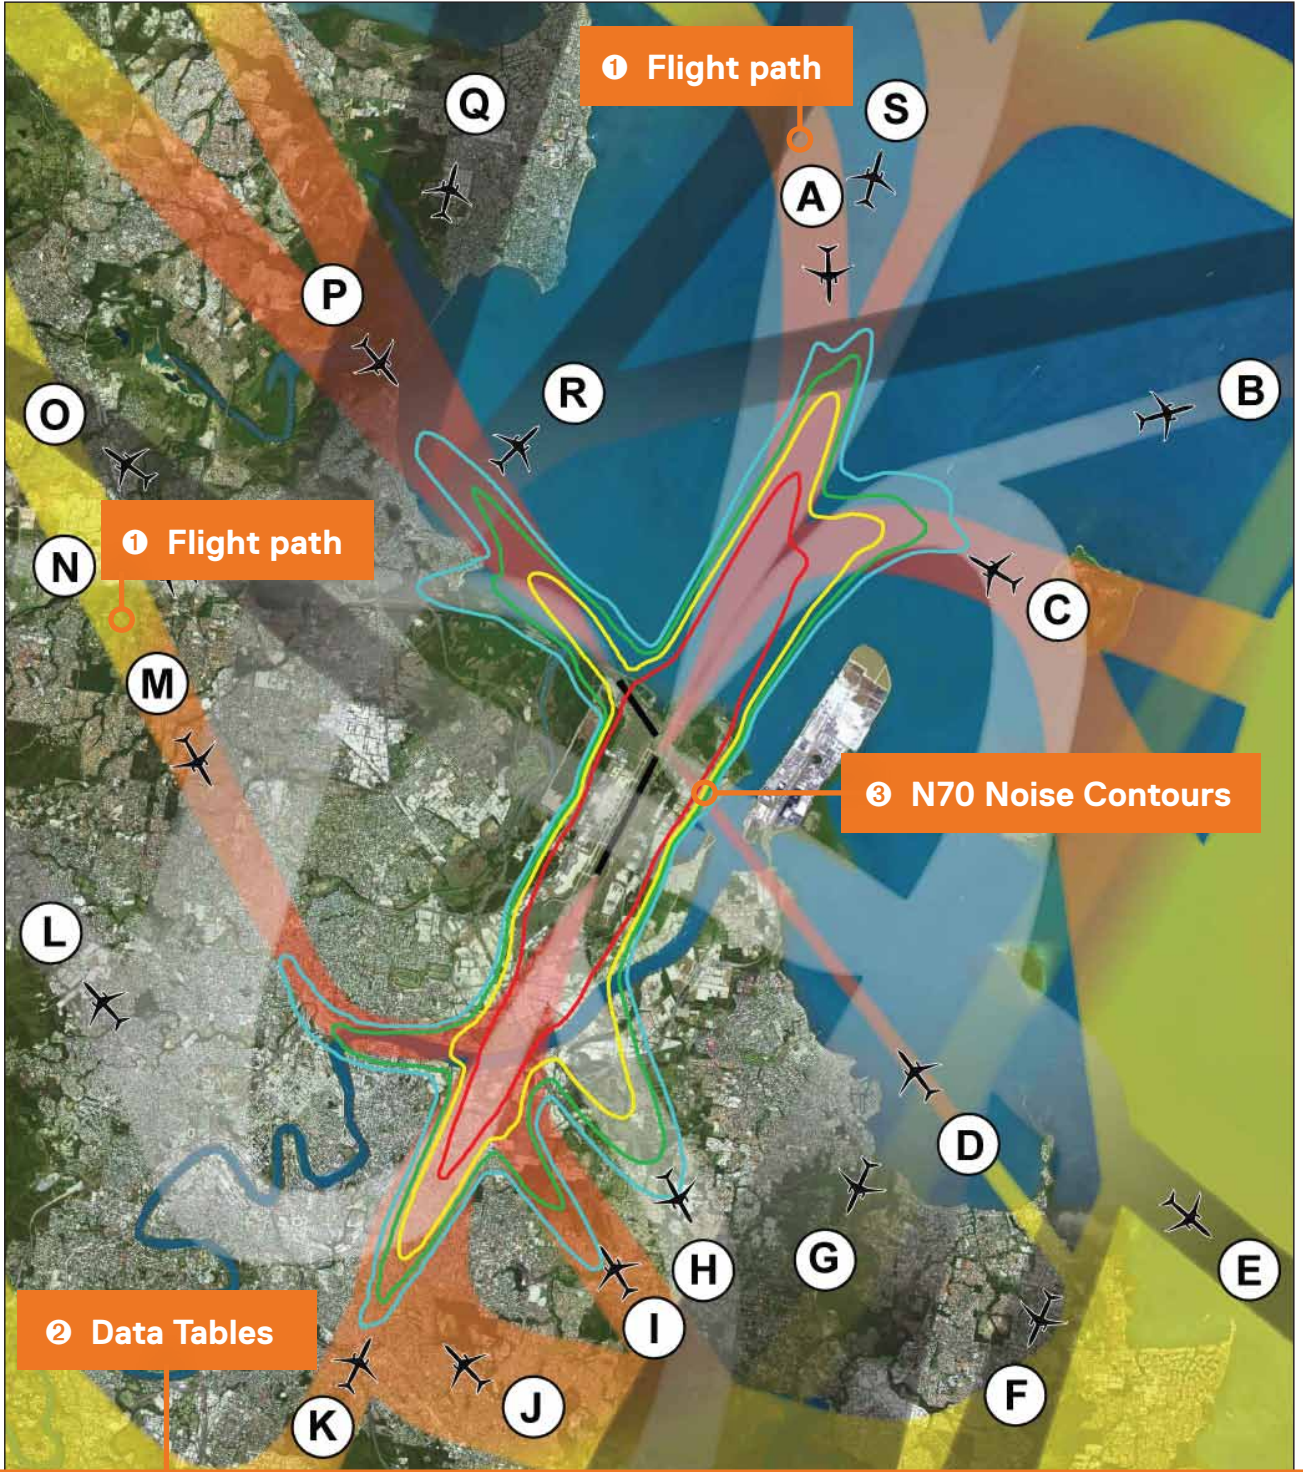 ❶ Flight path
Q
S
A
P
B
R
O
❶ Flight path
N
C
M
❸ N70 Noise Contours
L
D
G
H
E
I
❷ Data Tables
F
J
K